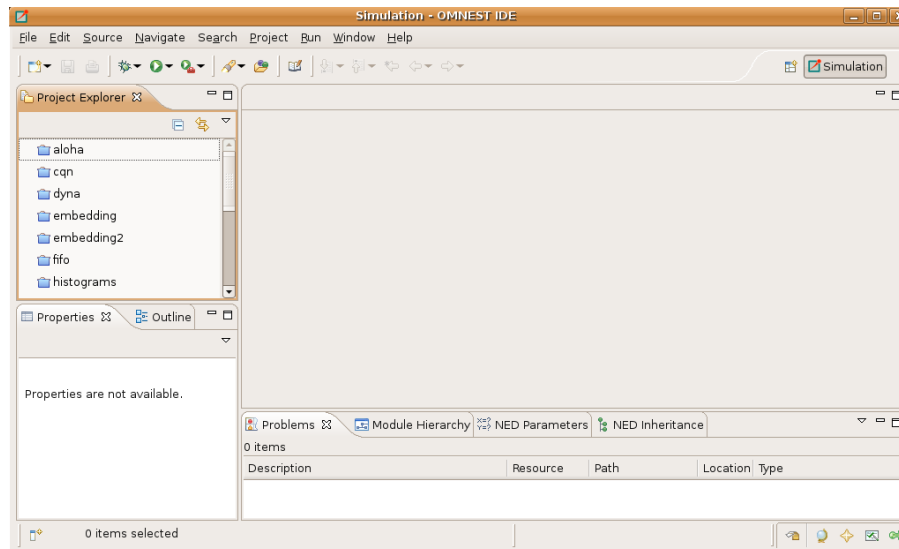 Simulation - OMNEST IDE
File Edit Source Navigate Search Project Run Window Help
Simulation
Project Explorer
aloha
cqn
dyna
embedding
embedding2
fifo
histograms
Properties Outline
Properties are not available.
Problems Module Hierarchy NED Parameters NED Inheritance
0 items
Description Resource Path Location Type
0 items selected